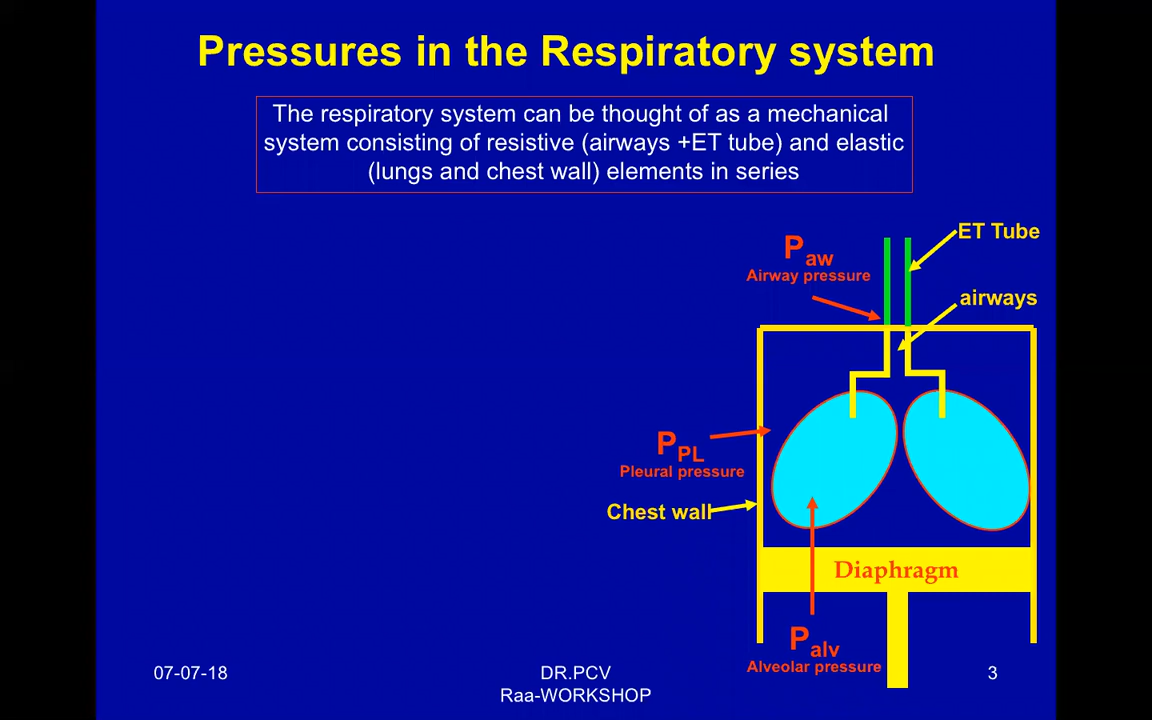 Pressures in the Respiratory system
The respiratory system can be thought of as a mechanical
system consisting of resistive (airways +ET tube) and elastic
(lungs and chest wall) elements in series
ET Tube
Paw
Airway pressure
airways
PPL
Pleural pressure
Chest wall
Diaphragm
Palv
Alveolar pressure
07-07-18
DR.PCV
Raa-WORKSHOP
3